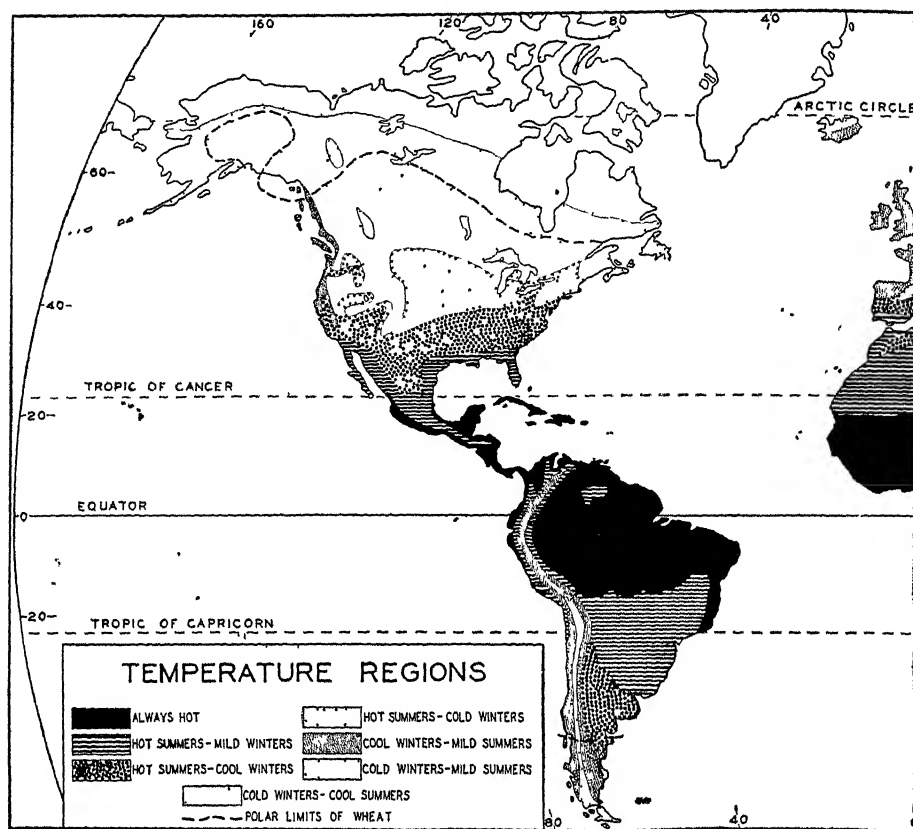 160 120 80 40 0
ARCTIC CIRCLE
60
40
TROPIC OF CANCER
20
EQUATOR
0
20
TROPIC OF CAPRICORN
TEMPERATURE REGIONS
ALWAYS HOT
HOT SUMMERS-COLD WINTERS
HOT SUMMERS-MILD WINTERS
COOL WINTERS-MILD SUMMERS
HOT SUMMERS-COOL WINTERS
COLD WINTERS-MILD SUMMERS
COLD WINTERS-COOL SUMMERS
POLAR LIMITS OF WHEAT
80 40